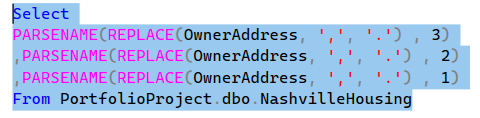 Select
PARSENAME(REPLACE(OwnerAddress, ',', '.') , 3)
,PARSENAME(REPLACE(OwnerAddress, ',', '.') , 2)
,PARSENAME(REPLACE(OwnerAddress, ',', '.') , 1)
From PortfolioProject.dbo.NashvilleHousing